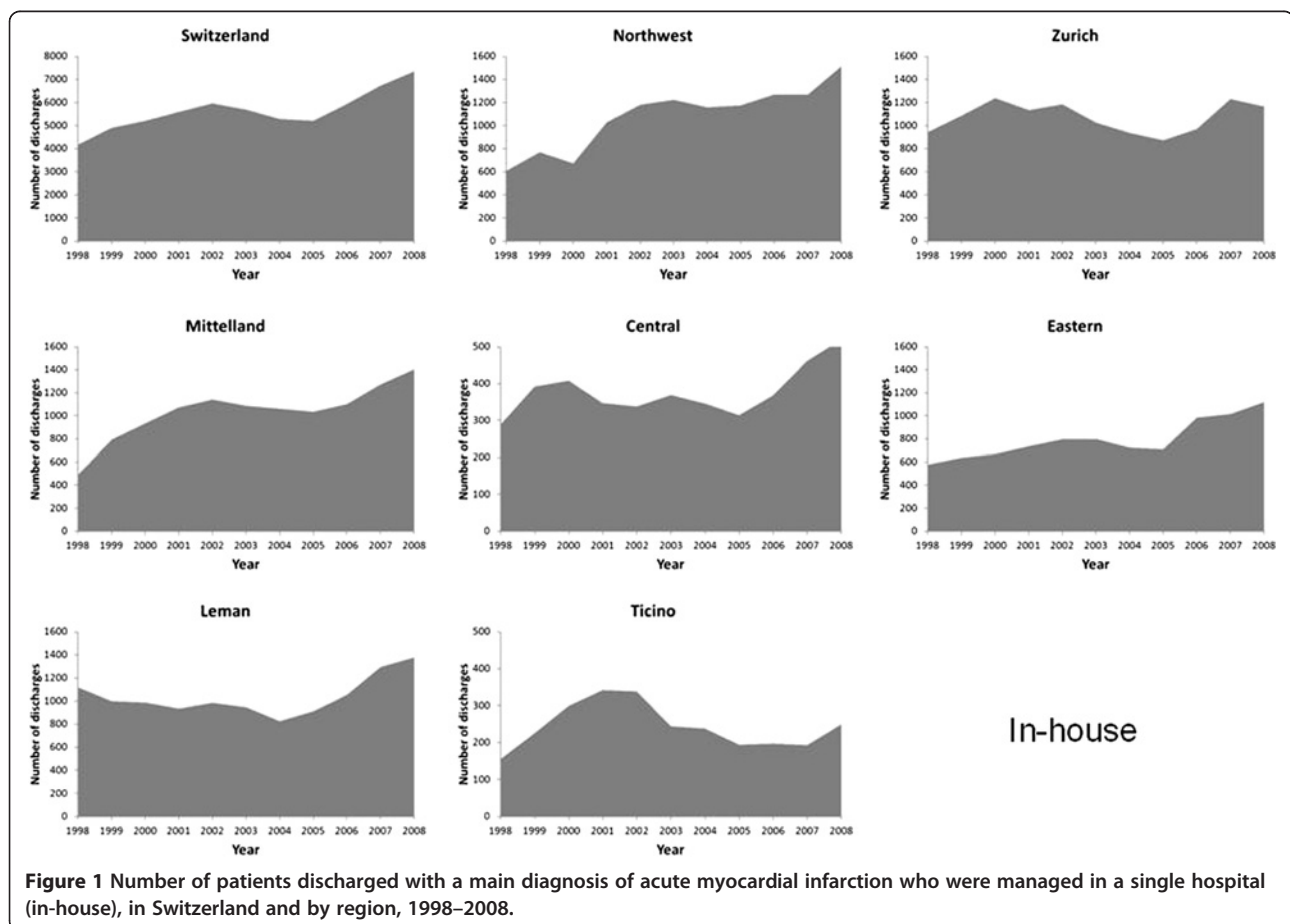 Switzerland
Number of discharges
8000
7000
6000
5000
4000
3000
2000
1000
0
1998 1999 2000 2001 2002 2003 2004 2005 2006 2007 2008
Year
Northwest
Number of discharges
1600
1400
1200
1000
800
600
400
200
0
1998 1999 2000 2001 2002 2003 2004 2005 2006 2007 2008
Year
Zurich
Number of discharges
1600
1400
1200
1000
800
600
400
200
0
1998 1999 2000 2001 2002 2003 2004 2005 2006 2007 2008
Year
Mittelland
Number of discharges
1600
1400
1200
1000
800
600
400
200
0
1998 1999 2000 2001 2002 2003 2004 2005 2006 2007 2008
Year
Central
Number of discharges
500
400
300
200
100
0
1998 1999 2000 2001 2002 2003 2004 2005 2006 2007 2008
Year
Eastern
Number of discharges
1600
1400
1200
1000
800
600
400
200
0
1998 1999 2000 2001 2002 2003 2004 2005 2006 2007 2008
Year
Leman
Number of discharges
1600
1400
1200
1000
800
600
400
200
0
1998 1999 2000 2001 2002 2003 2004 2005 2006 2007 2008
Year
Ticino
Number of discharges
500
400
300
200
100
0
1998 1999 2000 2001 2002 2003 2004 2005 2006 2007 2008
Year
In-house
Figure 1 Number of patients discharged with a main diagnosis of acute myocardial infarction who were managed in a single hospital
(in-house), in Switzerland and by region, 1998–2008.